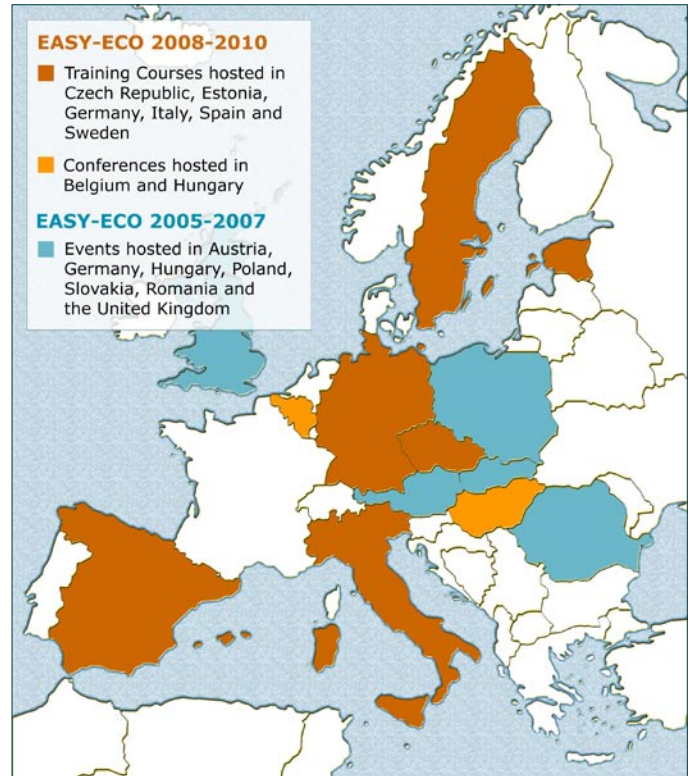 EASY-ECO 2008-2010
Training Courses hosted in
Czech Republic, Estonia,
Germany, Italy, Spain and
Sweden
Conferences hosted in
Belgium and Hungary
EASY-ECO 2005-2007
Events hosted in Austria,
Germany, Hungary, Poland,
Slovakia, Romania and
the United Kingdom